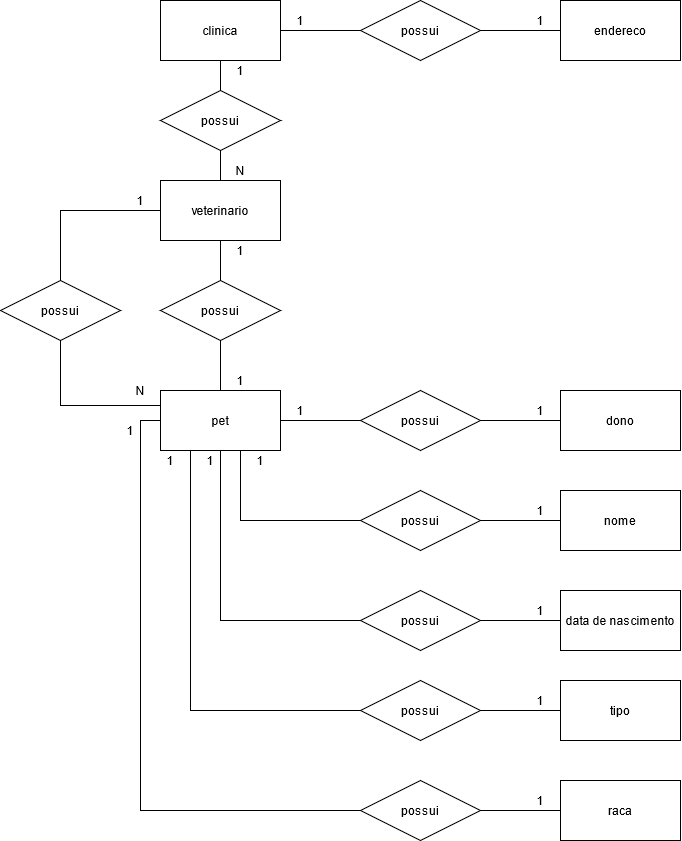 clinica
1
possui
1
endereco
1
possui
N
1
veterinario
1
possui
possui
N
1
pet
1
possui
1
dono
1
1
1
1
possui
1
nome
possui
1
data de nascimento
possui
1
tipo
possui
1
raca